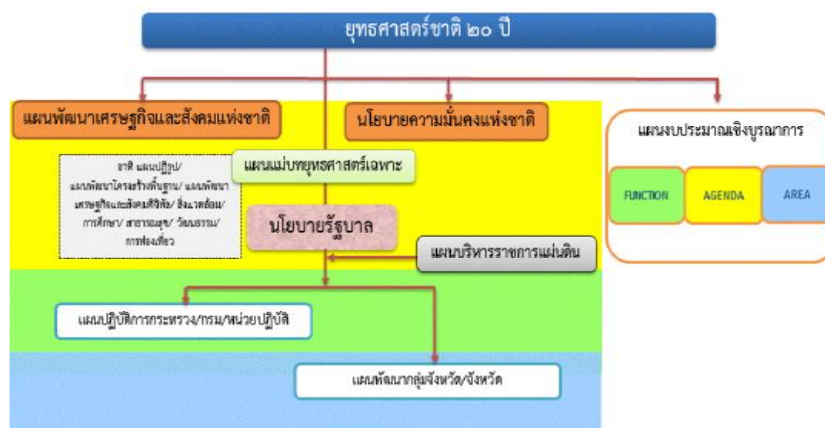 ยุทธศาสตร์ชาติ ๒๐ ปี
แผนพัฒนาเศรษฐกิจและสังคมแห่งชาติ
นโยบายความมั่นคงแห่งชาติ
แผนงบประมาณเชิงบูรณาการ
FUNCTION
AGENDA
AREA
แผนแม่บทยุทธศาสตร์เฉพาะ
ชาติ แผนปฏิรูป/
แผนพัฒนาโครงสร้างพื้นฐาน/ แผนพัฒนา
เศรษฐกิจและสังคมดิจิทัล/ สิ่งแวดล้อม/
การศึกษา/ สาธารณสุข/ วัฒนธรรม/
การท่องเที่ยว
นโยบายรัฐบาล
แผนบริหารราชการแผ่นดิน
แผนปฏิบัติการกระทรวง/กรม/หน่วยปฏิบัติ
แผนพัฒนากลุ่มจังหวัด/จังหวัด